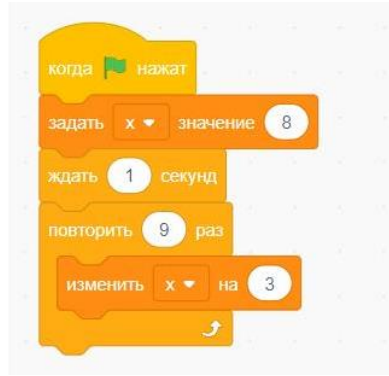 когда нажат
задать x значение 8
ждать 1 секунд
повторить 9 раз
изменить x на 3